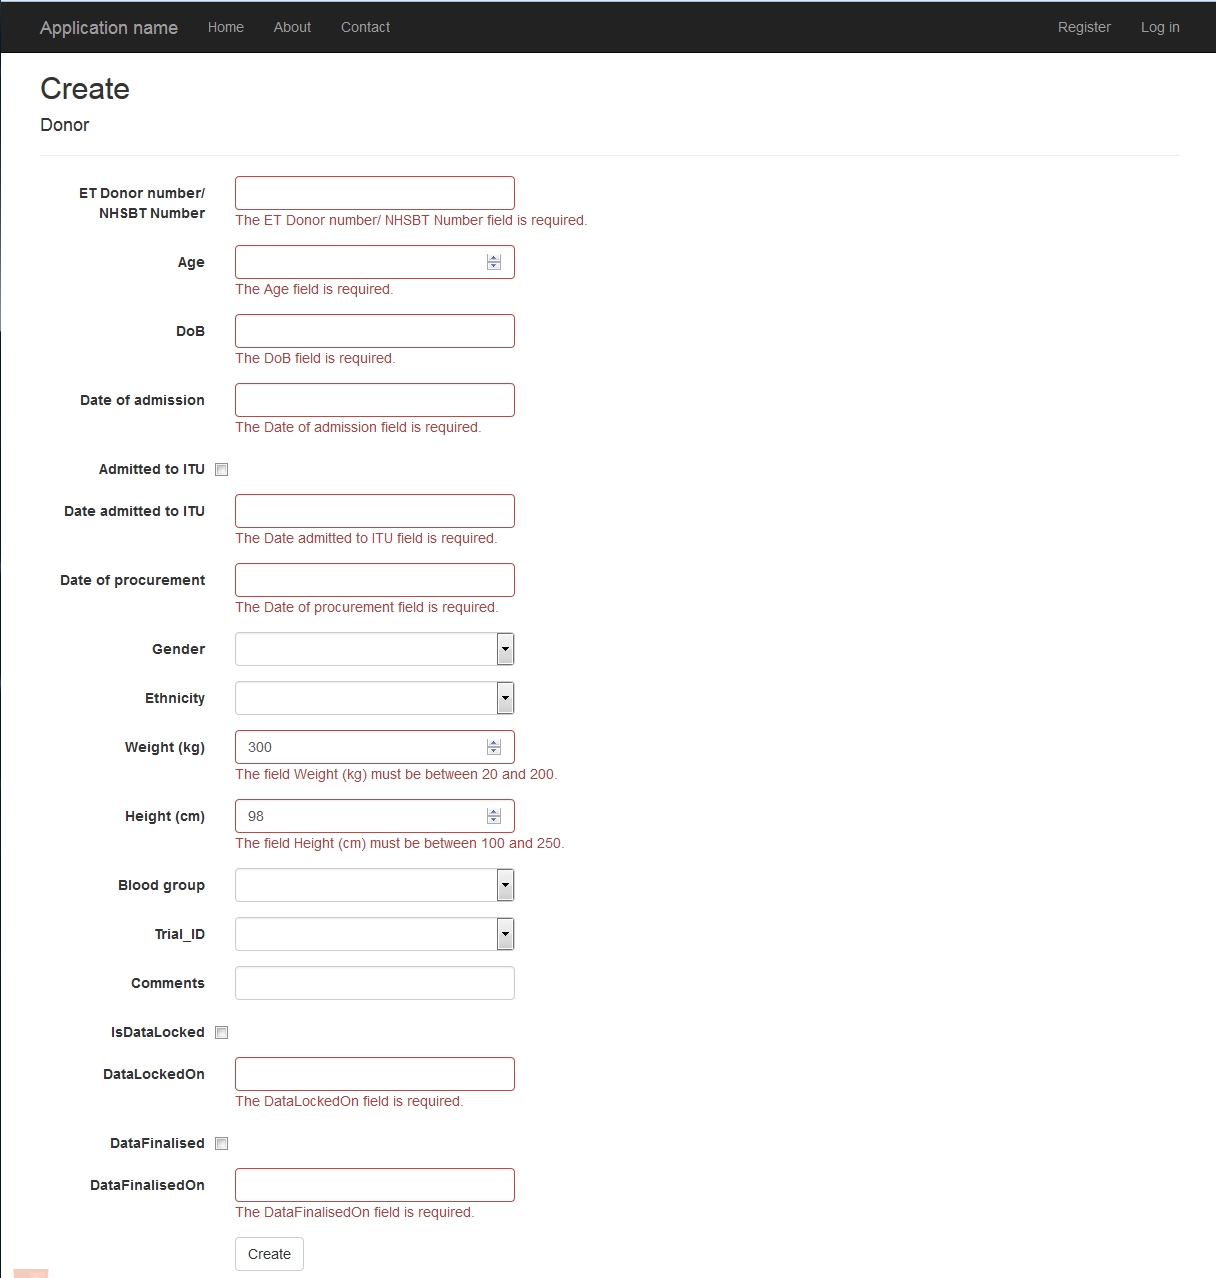 Application name Home About Contact Register Log in
Create
Donor
ET Donor number/
NHSBT Number
The ET Donor number/ NHSBT Number field is required.
Age
The Age field is required.
DoB
The DoB field is required.
Date of admission
The Date of admission field is required.
Admitted to ITU
Date admitted to ITU
The Date admitted to ITU field is required.
Date of procurement
The Date of procurement field is required.
Gender
Ethnicity
Weight (kg) 300
The field Weight (kg) must be between 20 and 200.
Height (cm) 98
The field Height (cm) must be between 100 and 250.
Blood group
Trial_ID
Comments
IsDataLocked
DataLockedOn
The DataLockedOn field is required.
DataFinalised
DataFinalisedOn
The DataFinalisedOn field is required.
Create